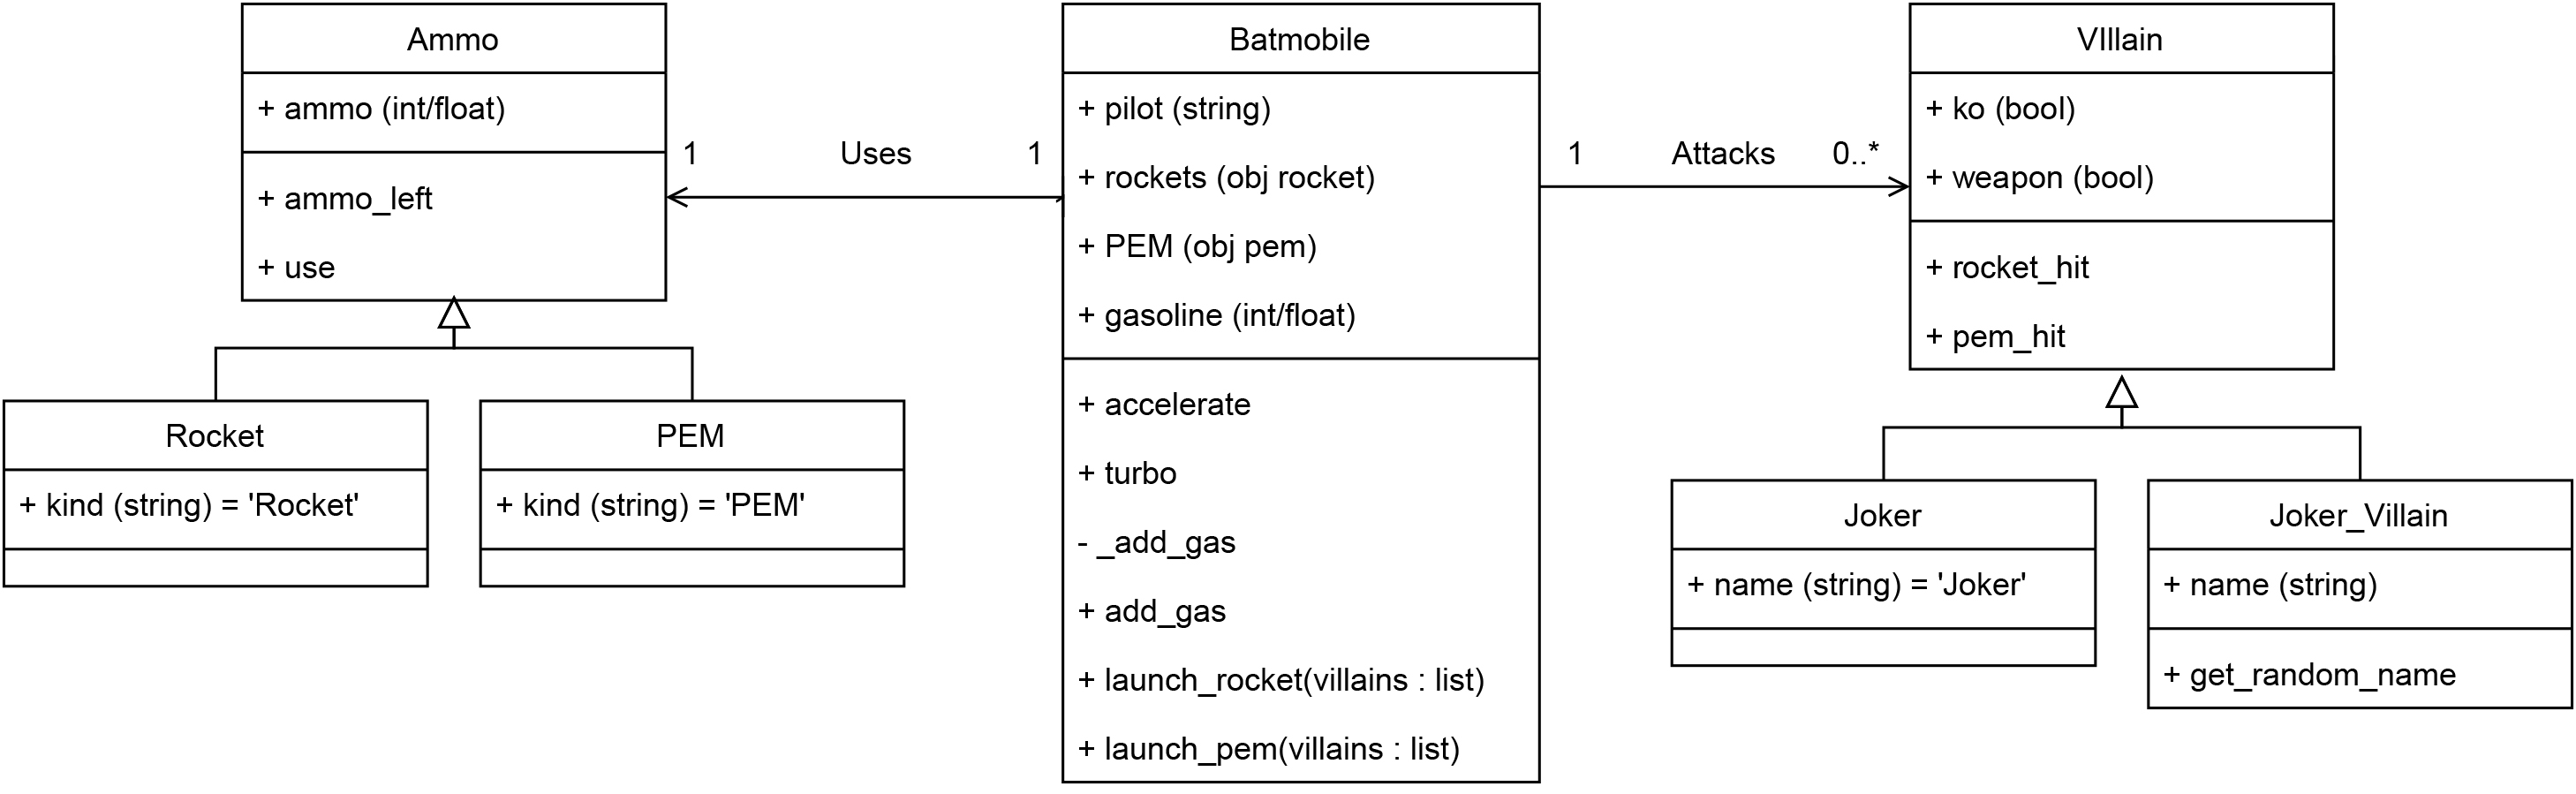 Ammo
+ ammo (int/float)
+ ammo_left
+ use
Rocket
+ kind (string) = 'Rocket'
PEM
+ kind (string) = 'PEM'
1
Uses
1
Batmobile
+ pilot (string)
+ rockets (obj rocket)
+ PEM (obj pem)
+ gasoline (int/float)
+ accelerate
+ turbo
- _add_gas
+ add_gas
+ launch_rocket(villains : list)
+ launch_pem(villains : list)
1
Attacks
0..*
VIllain
+ ko (bool)
+ weapon (bool)
+ rocket_hit
+ pem_hit
Joker
+ name (string) = 'Joker'
Joker_Villain
+ name (string)
+ get_random_name